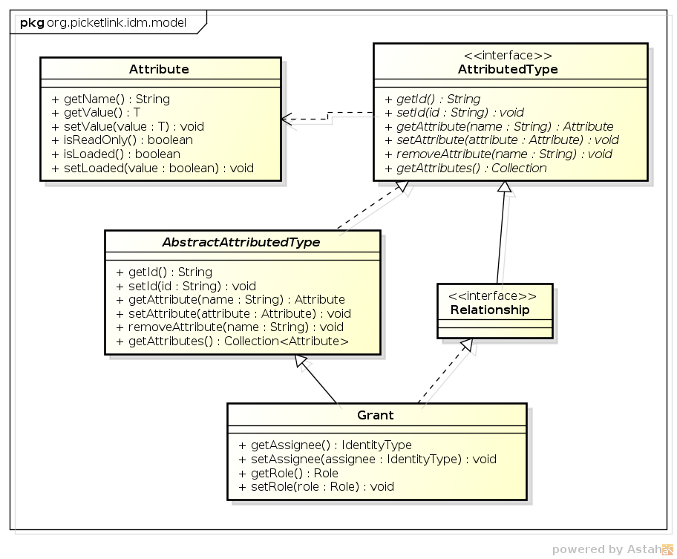 pkg org.picketlink.idm.model
Attribute
+ getName() : String
+ getValue() : T
+ setValue(value : T) : void
+ isReadOnly() : boolean
+ isLoaded() : boolean
+ setLoaded(value : boolean) : void
<<interface>>
AttributedType
+ getId() : String
+ setId(id : String) : void
+ getAttribute(name : String) : Attribute
+ setAttribute(attribute : Attribute) : void
+ removeAttribute(name : String) : void
+ getAttributes() : Collection
AbstractAttributedType
+ getId() : String
+ setId(id : String) : void
+ getAttribute(name : String) : Attribute
+ setAttribute(attribute : Attribute) : void
+ removeAttribute(name : String) : void
+ getAttributes() : Collection<Attribute>
<<interface>>
Relationship
Grant
+ getAssignee() : IdentityType
+ setAssignee(assignee : IdentityType) : void
+ getRole() : Role
+ setRole(role : Role) : void
powered by Astah